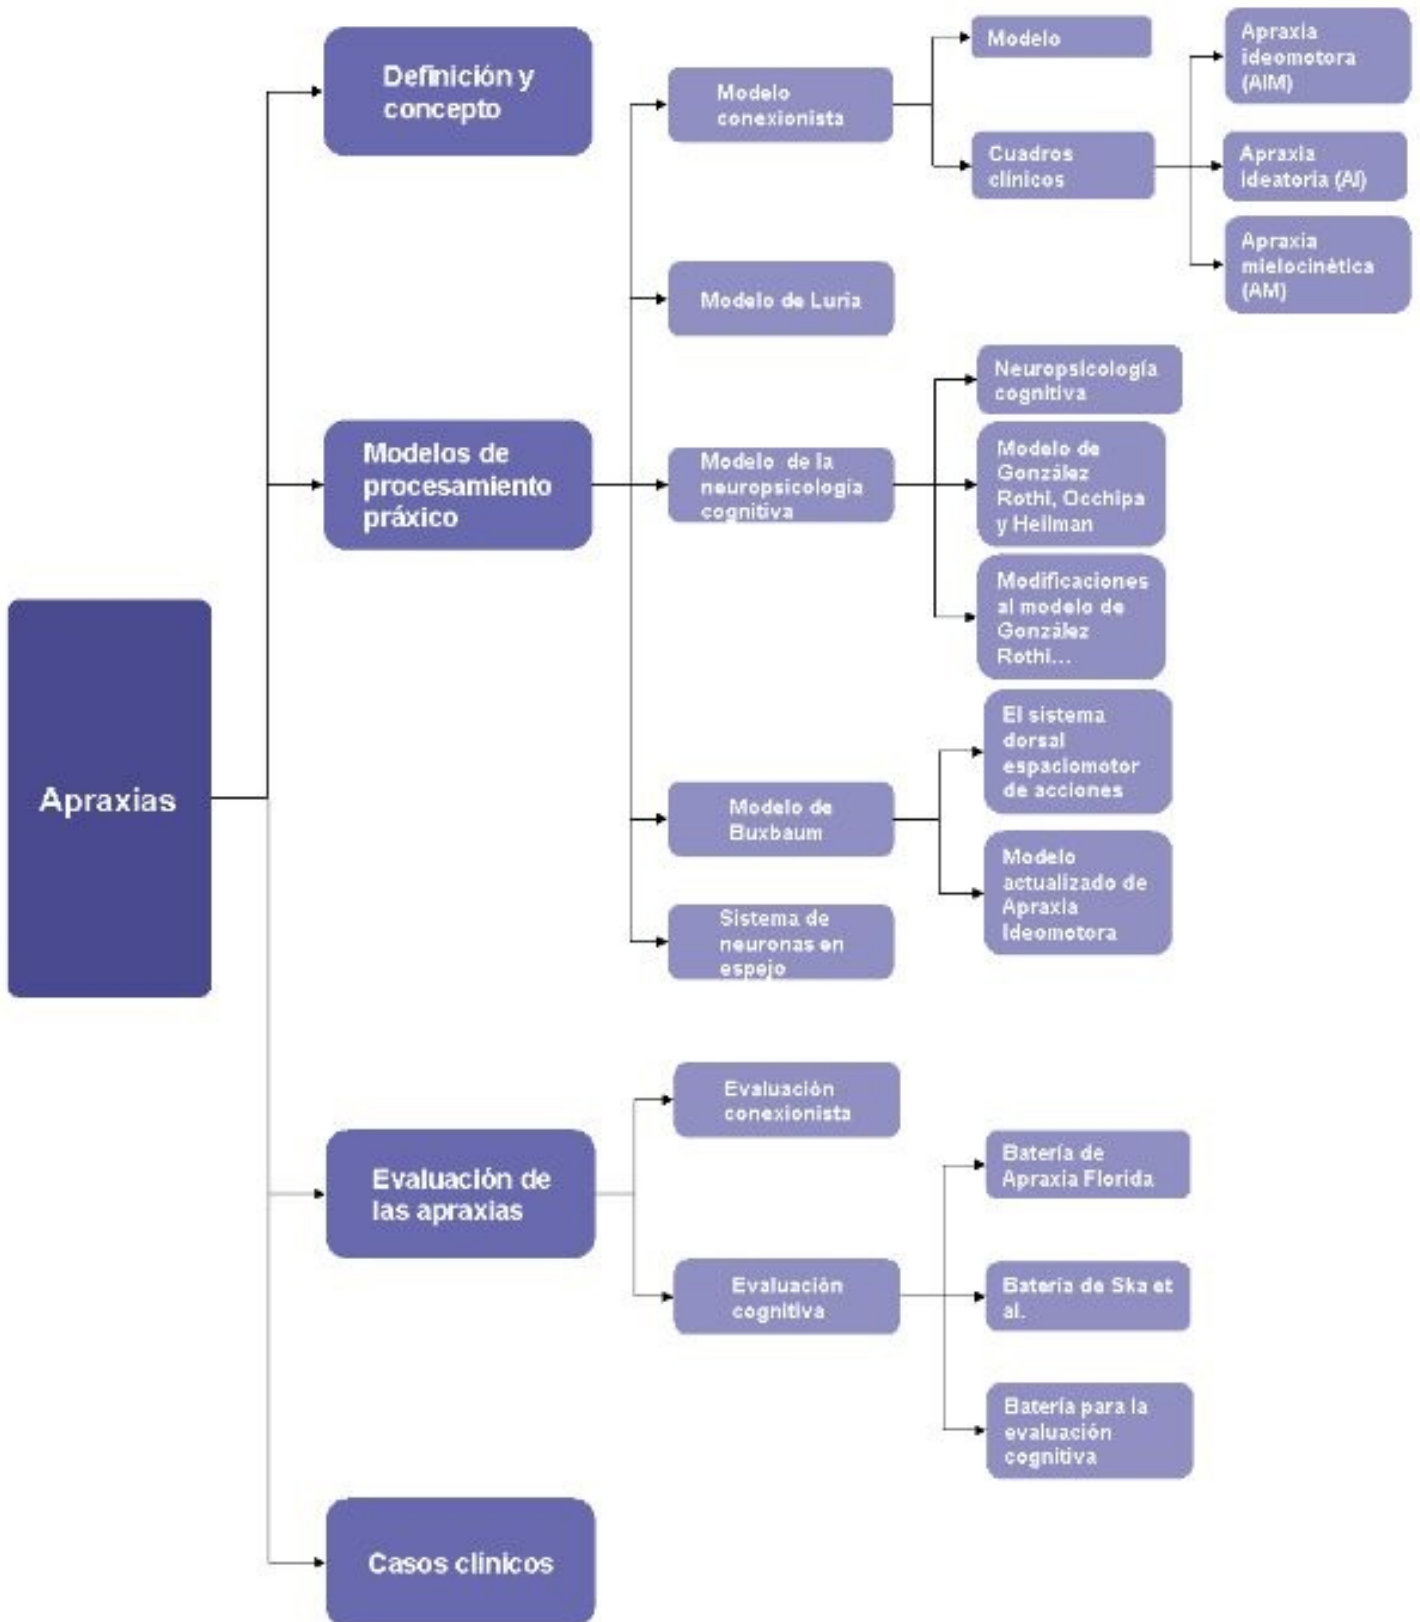 Apraxias
Definición y
concepto
Modelos de
procesamiento
práxico
Modelo
conexionista
Modelo
Cuadros
clínicos
Apraxia
ideomotora
(AIM)
Apraxia
ideatoria (AI)
Apraxia
mielocinética
(AM)
Modelo de Luria
Modelo de la
neuropsicología
cognitiva
Neuropsicología
cognitiva
Modelo de
González
Rothi, Occhipa
y Heilman
Modificaciones
al modelo de
González
Rothi...
Modelo de
Buxbaum
El sistema
dorsal
espaciomotor
de acciones
Modelo
actualizado de
Apraxia
Ideomotora
Sistema de
neuronas en
espejo
Evaluación de
las apraxias
Evaluación
conexionista
Evaluación
cognitiva
Batería de
Apraxia Florida
Batería de Ska et
al.
Batería para la
evaluación
cognitiva
Casos clínicos